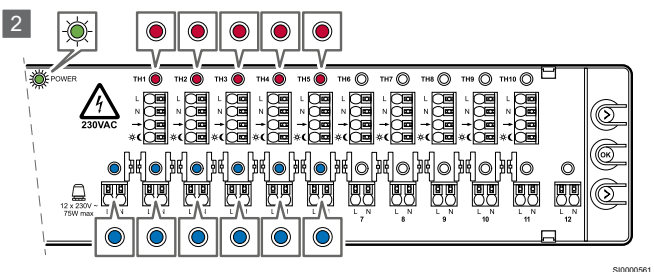 2
POWER TH1 TH2 TH3 TH4 TH5 TH6 TH7 TH8 TH9 TH10
L L L L L L L L L L
N N N N N N N N N N
230VAC
OK
12 x 230V ~
75W max
L N L N L N L N L N L N
7 8 9 10 11 12
SI0000561